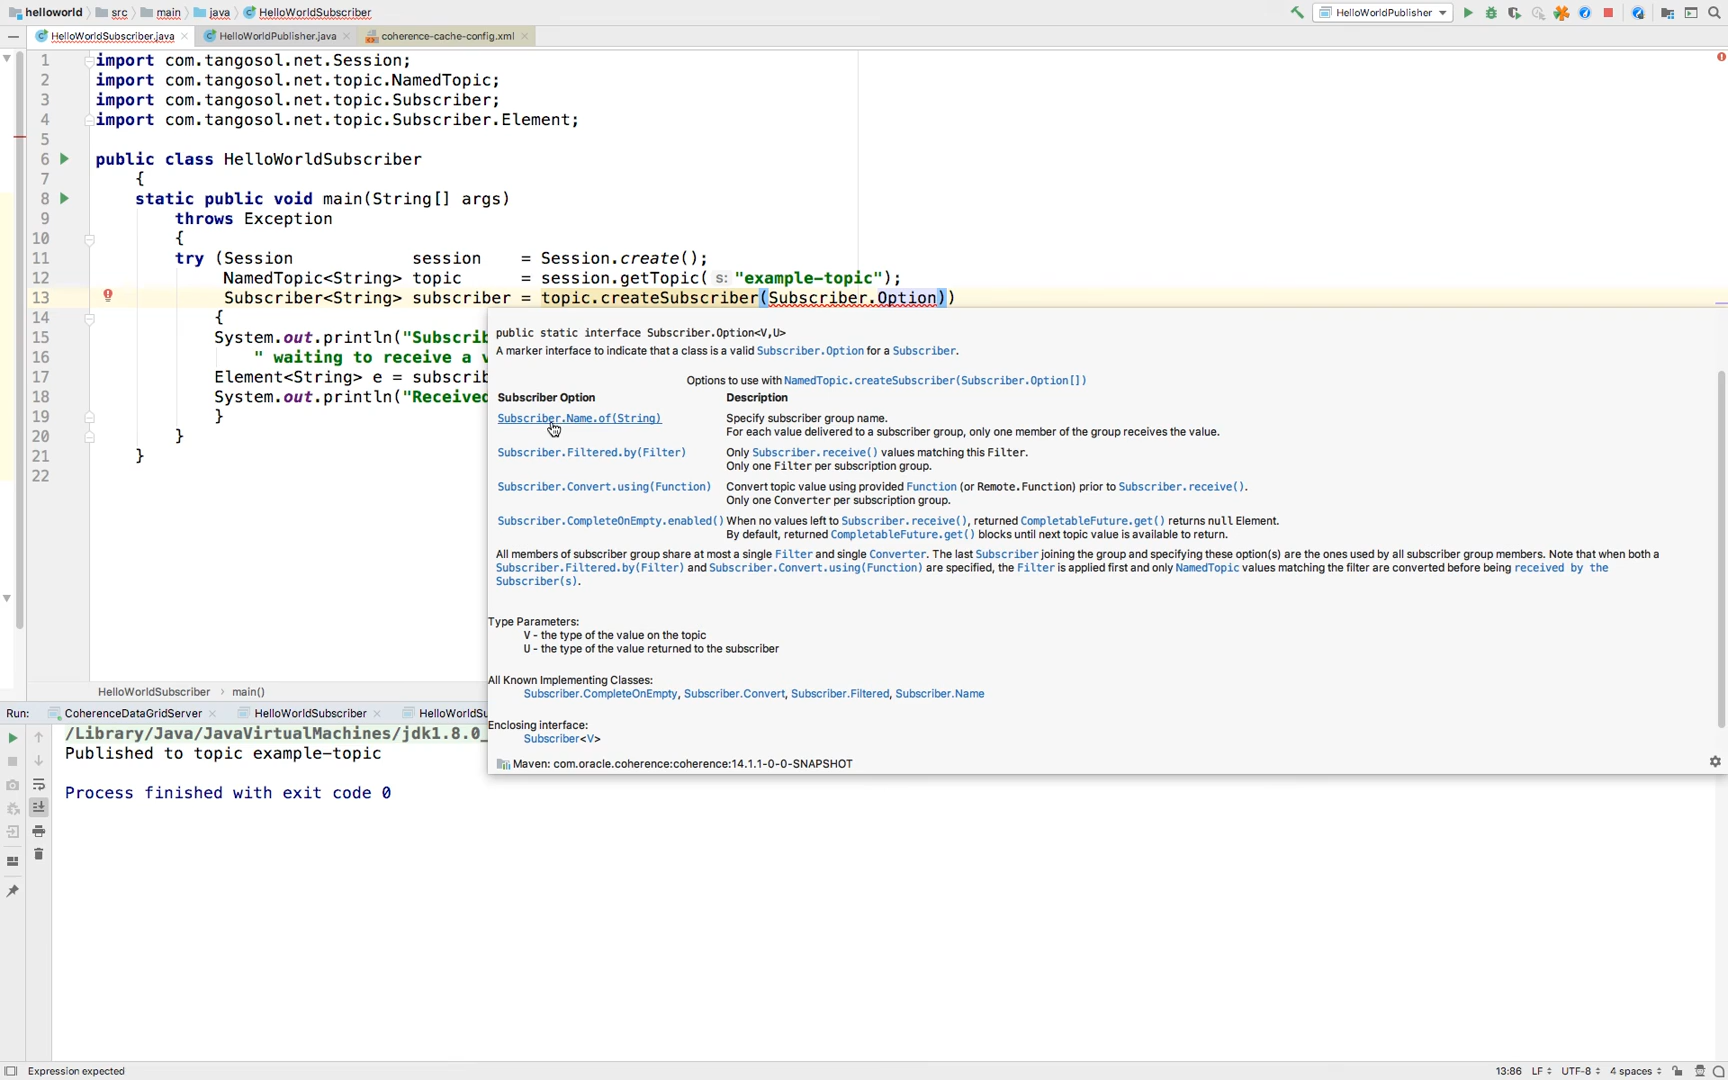 helloworld src main java HelloWorldSubscriber HelloWorldPublisher
HelloWorldSubscriber.java HelloWorldPublisher.java coherence-cache-config.xml
1 import com.tangosol.net.Session;
2 import com.tangosol.net.topic.NamedTopic;
3 import com.tangosol.net.topic.Subscriber;
4 import com.tangosol.net.topic.Subscriber.Element;
5
6 public class HelloWorldSubscriber
7 {
8 static public void main(String[] args)
9 throws Exception
10 {
11 try (Session session = Session.create();
12 NamedTopic<String> topic = session.getTopic( s: "example-topic");
13 Subscriber<String> subscriber = topic.createSubscriber(Subscriber.Option))
14 {
15 System.out.println("Subscrib
16 " waiting to receive a v
17 Element<String> e = subscrib
18 System.out.println("Received
19 }
20 }
21 }
22
public static interface Subscriber.Option<V,U>
A marker interface to indicate that a class is a valid Subscriber.Option for a Subscriber.
Options to use with NamedTopic.createSubscriber(Subscriber.Option[])
Subscriber Option Description
Subscriber.Name.of(String) Specify subscriber group name.
For each value delivered to a subscriber group, only one member of the group receives the value.
Subscriber.Filtered.by(Filter) Only Subscriber.receive() values matching this Filter.
Only one Filter per subscription group.
Subscriber.Convert.using(Function) Convert topic value using provided Function (or Remote.Function) prior to Subscriber.receive().
Only one Converter per subscription group.
Subscriber.CompleteOnEmpty.enabled() When no values left to Subscriber.receive(), returned CompletableFuture.get() returns null Element.
By default, returned CompletableFuture.get() blocks until next topic value is available to return.
All members of subscriber group share at most a single Filter and single Converter. The last Subscriber joining the group and specifying these option(s) are the ones used by all subscriber group members. Note that when both a
Subscriber.Filtered.by(Filter) and Subscriber.Convert.using(Function) are specified, the Filter is applied first and only NamedTopic values matching the filter are converted before being received by the
Subscriber(s).
Type Parameters:
V - the type of the value on the topic
U - the type of the value returned to the subscriber
All Known Implementing Classes:
Subscriber.CompleteOnEmpty, Subscriber.Convert, Subscriber.Filtered, Subscriber.Name
Enclosing interface:
Subscriber<V>
Maven: com.oracle.coherence:coherence:14.1.1-0-0-SNAPSHOT
HelloWorldSubscriber › main()
Run: CoherenceDataGridServer HelloWorldSubscriber HelloWorldSu
/Library/Java/JavaVirtualMachines/jdk1.8.0_
Published to topic example-topic
Process finished with exit code 0
Expression expected 13:86 LF UTF-8 4 spaces